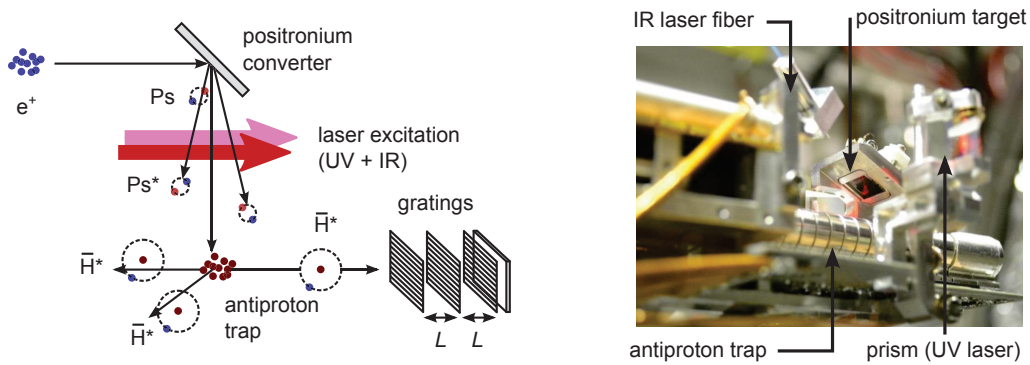 positronium
converter
e⁺
Ps
laser excitation
(UV + IR)
Ps*
gratings
H̅*
H̅*
antiproton
trap
H̅*
L
L
IR laser fiber
positronium target
antiproton trap
prism (UV laser)